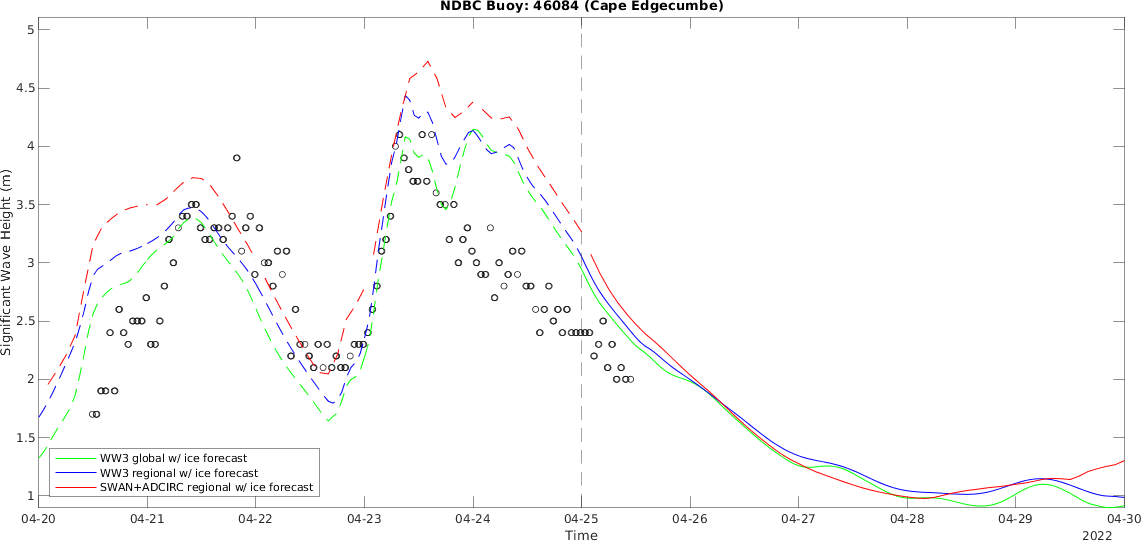 NDBC Buoy: 46084 (Cape Edgecumbe)
5
4.5
4
3.5
3
2.5
2
1.5
1
Significant Wave Height (m)
WW3 global w/ ice forecast
WW3 regional w/ ice forecast
SWAN+ADCIRC regional w/ ice forecast
04-20 04-21 04-22 04-23 04-24 04-25 04-26 04-27 04-28 04-29 04-30
Time
2022